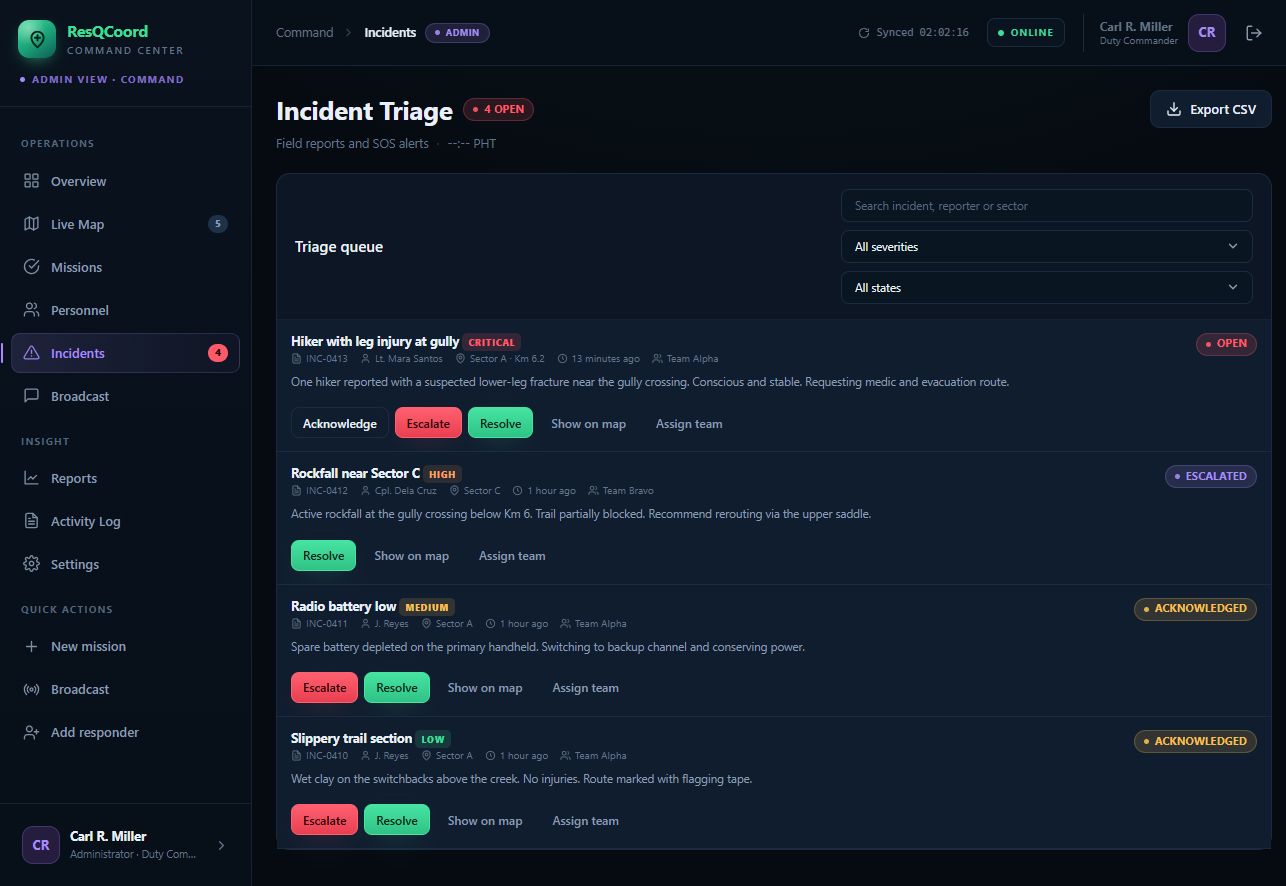 ResQCoord
COMMAND CENTER
ADMIN VIEW · COMMAND
OPERATIONS
Overview
Live Map 5
Missions
Personnel
Incidents 4
Broadcast
INSIGHT
Reports
Activity Log
Settings
QUICK ACTIONS
New mission
Broadcast
Add responder
CR Carl R. Miller
Administrator · Duty Com...
Command > Incidents ADMIN
Synced 02:02:16
ONLINE
Carl R. Miller
Duty Commander
CR
Incident Triage 4 OPEN
Field reports and SOS alerts · --:-- PHT
Export CSV
Triage queue
Search incident, reporter or sector
All severities
All states
Hiker with leg injury at gully CRITICAL
OPEN
INC-0413 Lt. Mara Santos Sector A · Km 6.2 13 minutes ago Team Alpha
One hiker reported with a suspected lower-leg fracture near the gully crossing. Conscious and stable. Requesting medic and evacuation route.
Acknowledge Escalate Resolve Show on map Assign team
Rockfall near Sector C HIGH
ESCALATED
INC-0412 Cpl. Dela Cruz Sector C 1 hour ago Team Bravo
Active rockfall at the gully crossing below Km 6. Trail partially blocked. Recommend rerouting via the upper saddle.
Resolve Show on map Assign team
Radio battery low MEDIUM
ACKNOWLEDGED
INC-0411 J. Reyes Sector A 1 hour ago Team Alpha
Spare battery depleted on the primary handheld. Switching to backup channel and conserving power.
Escalate Resolve Show on map Assign team
Slippery trail section LOW
ACKNOWLEDGED
INC-0410 J. Reyes Sector A 1 hour ago Team Alpha
Wet clay on the switchbacks above the creek. No injuries. Route marked with flagging tape.
Escalate Resolve Show on map Assign team